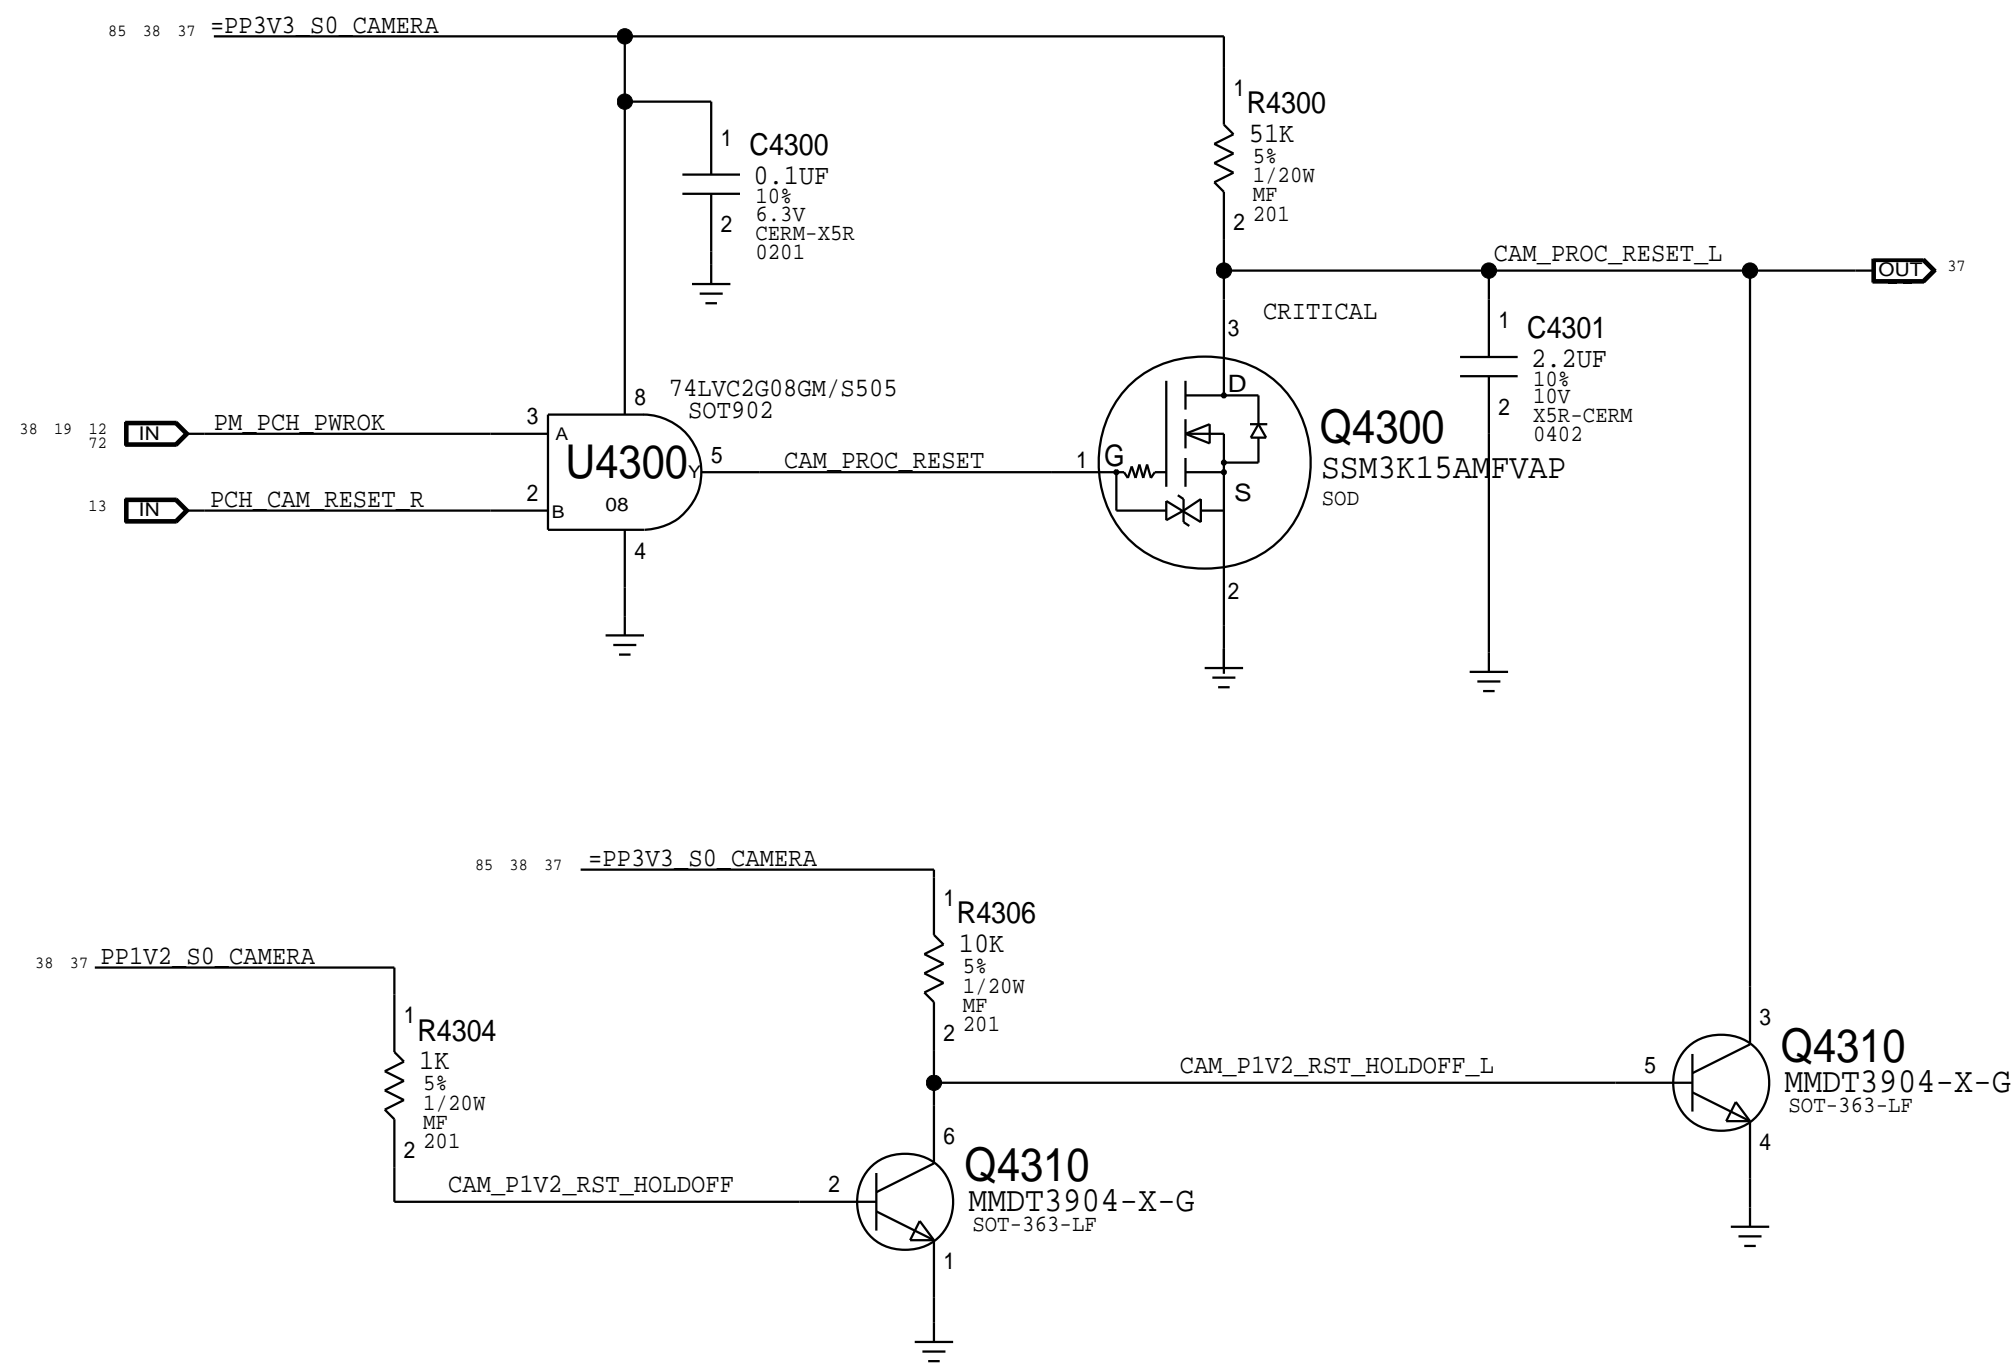 85 38 37 =PP3V3_S0_CAMERA
1
R4300
51K
5%
1/20W
MF
201
2
1
C4300
0.1UF
10%
6.3V
CERM-X5R
0201
2
CAM_PROC_RESET_L
OUT 37
CRITICAL
3
1
C4301
2.2UF
10%
10V
X5R-CERM
0402
2
8
74LVC2G08GM/S505
SOT902
38 19 12
72
IN
PM_PCH_PWROK
3
A
U4300
Y
08
5
CAM_PROC_RESET
1
G
D
S
Q4300
SSM3K15AMFVAP
SOD
13
IN
PCH_CAM_RESET_R
2
B
4
2
85 38 37 =PP3V3_S0_CAMERA
1
R4306
10K
5%
1/20W
MF
201
2
38 37 PP1V2_S0_CAMERA
1
R4304
1K
5%
1/20W
MF
201
2
CAM_P1V2_RST_HOLDOFF_L
5
3
Q4310
MMDT3904-X-G
SOT-363-LF
4
CAM_P1V2_RST_HOLDOFF
2
6
Q4310
MMDT3904-X-G
SOT-363-LF
1